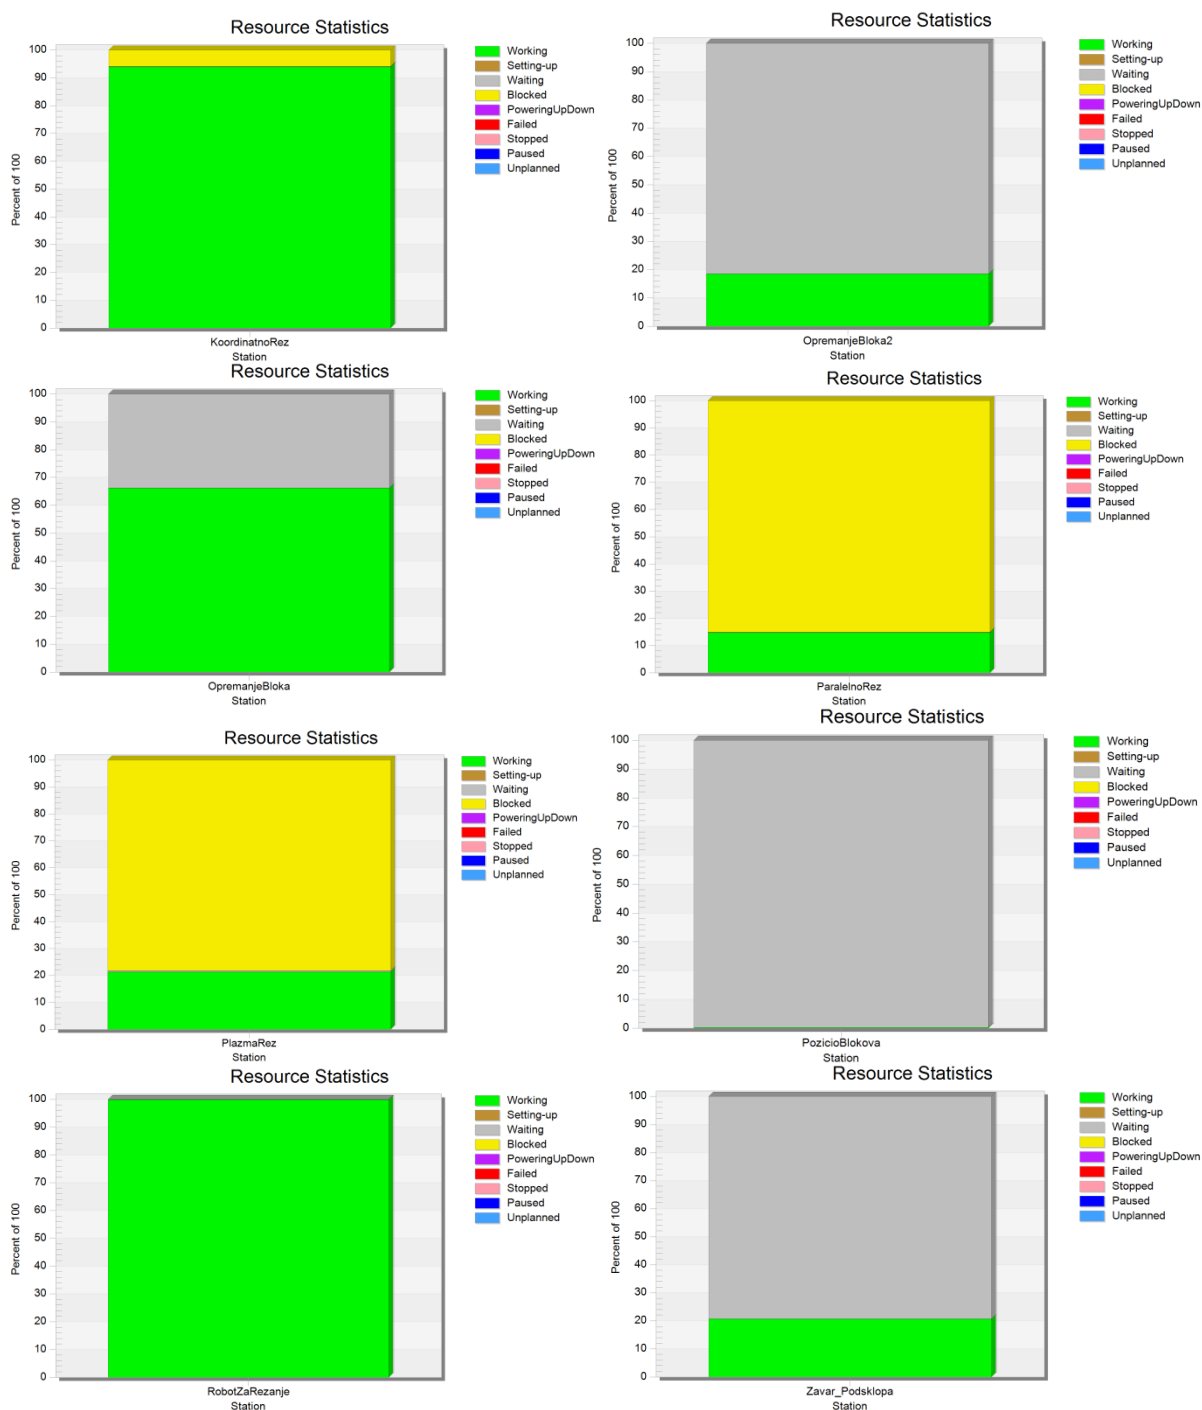 Resource Statistics
100
90
80
70
60
50
40
30
20
10
0
Percent of 100
KoordinatnoRez
Station
Working
Setting-up
Waiting
Blocked
PoweringUpDown
Failed
Stopped
Paused
Unplanned
Resource Statistics
100
90
80
70
60
50
40
30
20
10
0
Percent of 100
OpremanjeBloka2
Station
Working
Setting-up
Waiting
Blocked
PoweringUpDown
Failed
Stopped
Paused
Unplanned
Resource Statistics
100
90
80
70
60
50
40
30
20
10
0
Percent of 100
OpremanjeBloka
Station
Working
Setting-up
Waiting
Blocked
PoweringUpDown
Failed
Stopped
Paused
Unplanned
Resource Statistics
100
90
80
70
60
50
40
30
20
10
0
Percent of 100
ParalelnoRez
Station
Working
Setting-up
Waiting
Blocked
PoweringUpDown
Failed
Stopped
Paused
Unplanned
Resource Statistics
100
90
80
70
60
50
40
30
20
10
0
Percent of 100
PlazmaRez
Station
Working
Setting-up
Waiting
Blocked
PoweringUpDown
Failed
Stopped
Paused
Unplanned
Resource Statistics
100
90
80
70
60
50
40
30
20
10
0
Percent of 100
PozicioBlokova
Station
Working
Setting-up
Waiting
Blocked
PoweringUpDown
Failed
Stopped
Paused
Unplanned
Resource Statistics
100
90
80
70
60
50
40
30
20
10
0
Percent of 100
RobotZaRezanje
Station
Working
Setting-up
Waiting
Blocked
PoweringUpDown
Failed
Stopped
Paused
Unplanned
Resource Statistics
100
90
80
70
60
50
40
30
20
10
0
Percent of 100
Zavar_Podsklopa
Station
Working
Setting-up
Waiting
Blocked
PoweringUpDown
Failed
Stopped
Paused
Unplanned